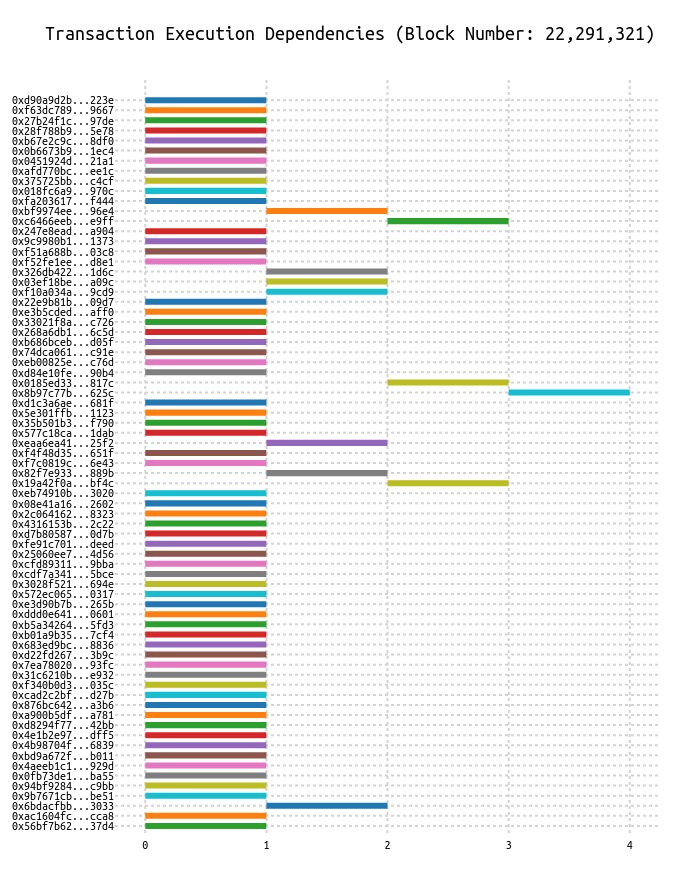 Transaction Execution Dependencies (Block Number: 22,291,321)
0xd90a9d2b...223e
0xf63dc789...9667
0x27b24f1c...97de
0x28f788b9...5e78
0xb67e2c9c...8df0
0x0b6673b9...1ec4
0x0451924d...21a1
0xafd770bc...ee1c
0x375725bb...c4cf
0x018fc6a9...970c
0xfa203617...f444
0xbf9974ee...96e4
0xc6466eeb...e9ff
0x247e8ead...a904
0x9c9980b1...1373
0xf51a688b...03c8
0xf52fe1ee...d8e1
0x326db422...1d6c
0x03ef18be...a09c
0xf10a034a...9cd9
0x22e9b81b...09d7
0xe3b5cded...aff0
0x33021f8a...c726
0x268a6db1...6c5d
0xb686bceb...d05f
0x74dca061...c91e
0xeb00825e...c76d
0xd84e10fe...90b4
0x0185ed33...817c
0x8b97c77b...625c
0xd1c3a6ae...681f
0x5e301ffb...1123
0x35b501b3...f790
0x577c18ca...1dab
0xeaa6ea41...25f2
0xf4f48d35...651f
0xf7c0819c...6e43
0x82f7e933...889b
0x19a42f0a...bf4c
0xeb74910b...3020
0x08e41a16...2602
0x2c064162...8323
0x4316153b...2c22
0xd7b80587...0d7b
0xfe91c701...deed
0x25060ee7...4d56
0xcfd89311...9bba
0xcdf7a341...5bce
0x3028f521...694e
0x572ec065...0317
0xe3d90b7b...265b
0xddd0e641...0601
0xb5a34264...5fd3
0xb01a9b35...7cf4
0x683ed9bc...8836
0xd22fd267...3b9c
0x7ea78020...93fc
0x31c6210b...e932
0xf340b0d3...035c
0xcad2c2bf...d27b
0x876bc642...a3b6
0xa900b5df...a781
0xd8294f77...42bb
0x4e1b2e97...dff5
0x4b98704f...6839
0xbd9a672f...b011
0x4aeeb1c1...929d
0x0fb73de1...ba55
0x94bf9284...c9bb
0x9b7671cb...be51
0x6bdacfbb...3033
0xac1604fc...cca8
0x56bf7b62...37d4
0 1 2 3 4